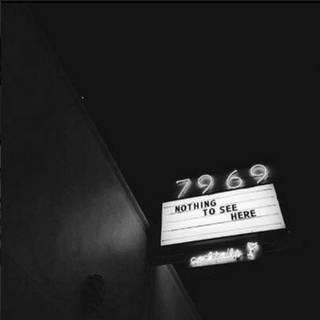 7969
NOTHING
TO SEE
HERE
cocktails